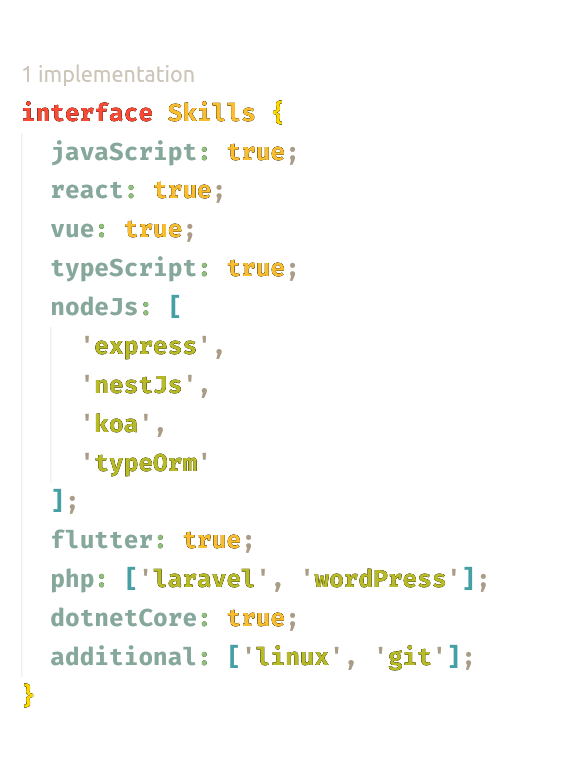 1 implementation
interface Skills {
  javaScript: true;
  react: true;
  vue: true;
  typeScript: true;
  nodeJs: [
    'express',
    'nestJs',
    'koa',
    'typeOrm'
  ];
  flutter: true;
  php: ['laravel', 'wordPress'];
  dotnetCore: true;
  additional: ['linux', 'git'];
}